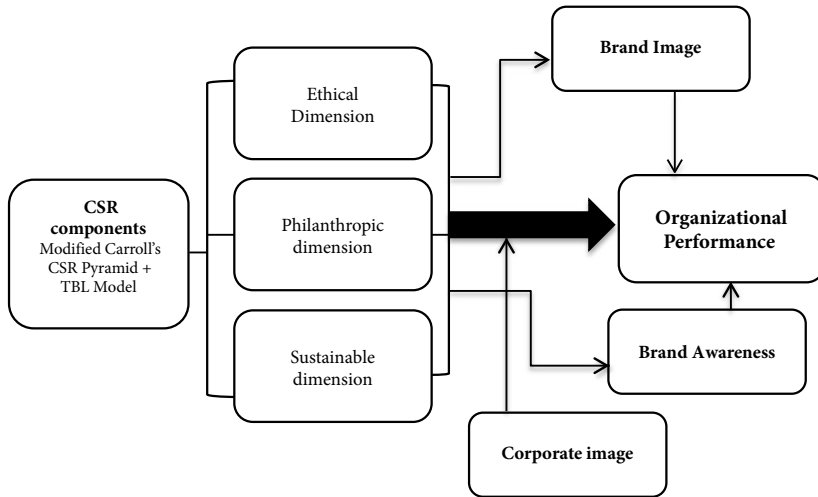 CSR
components
Modified Carroll's
CSR Pyramid +
TBL Model
Ethical
Dimension
Philanthropic
dimension
Sustainable
dimension
Brand Image
Organizational
Performance
Brand Awareness
Corporate image